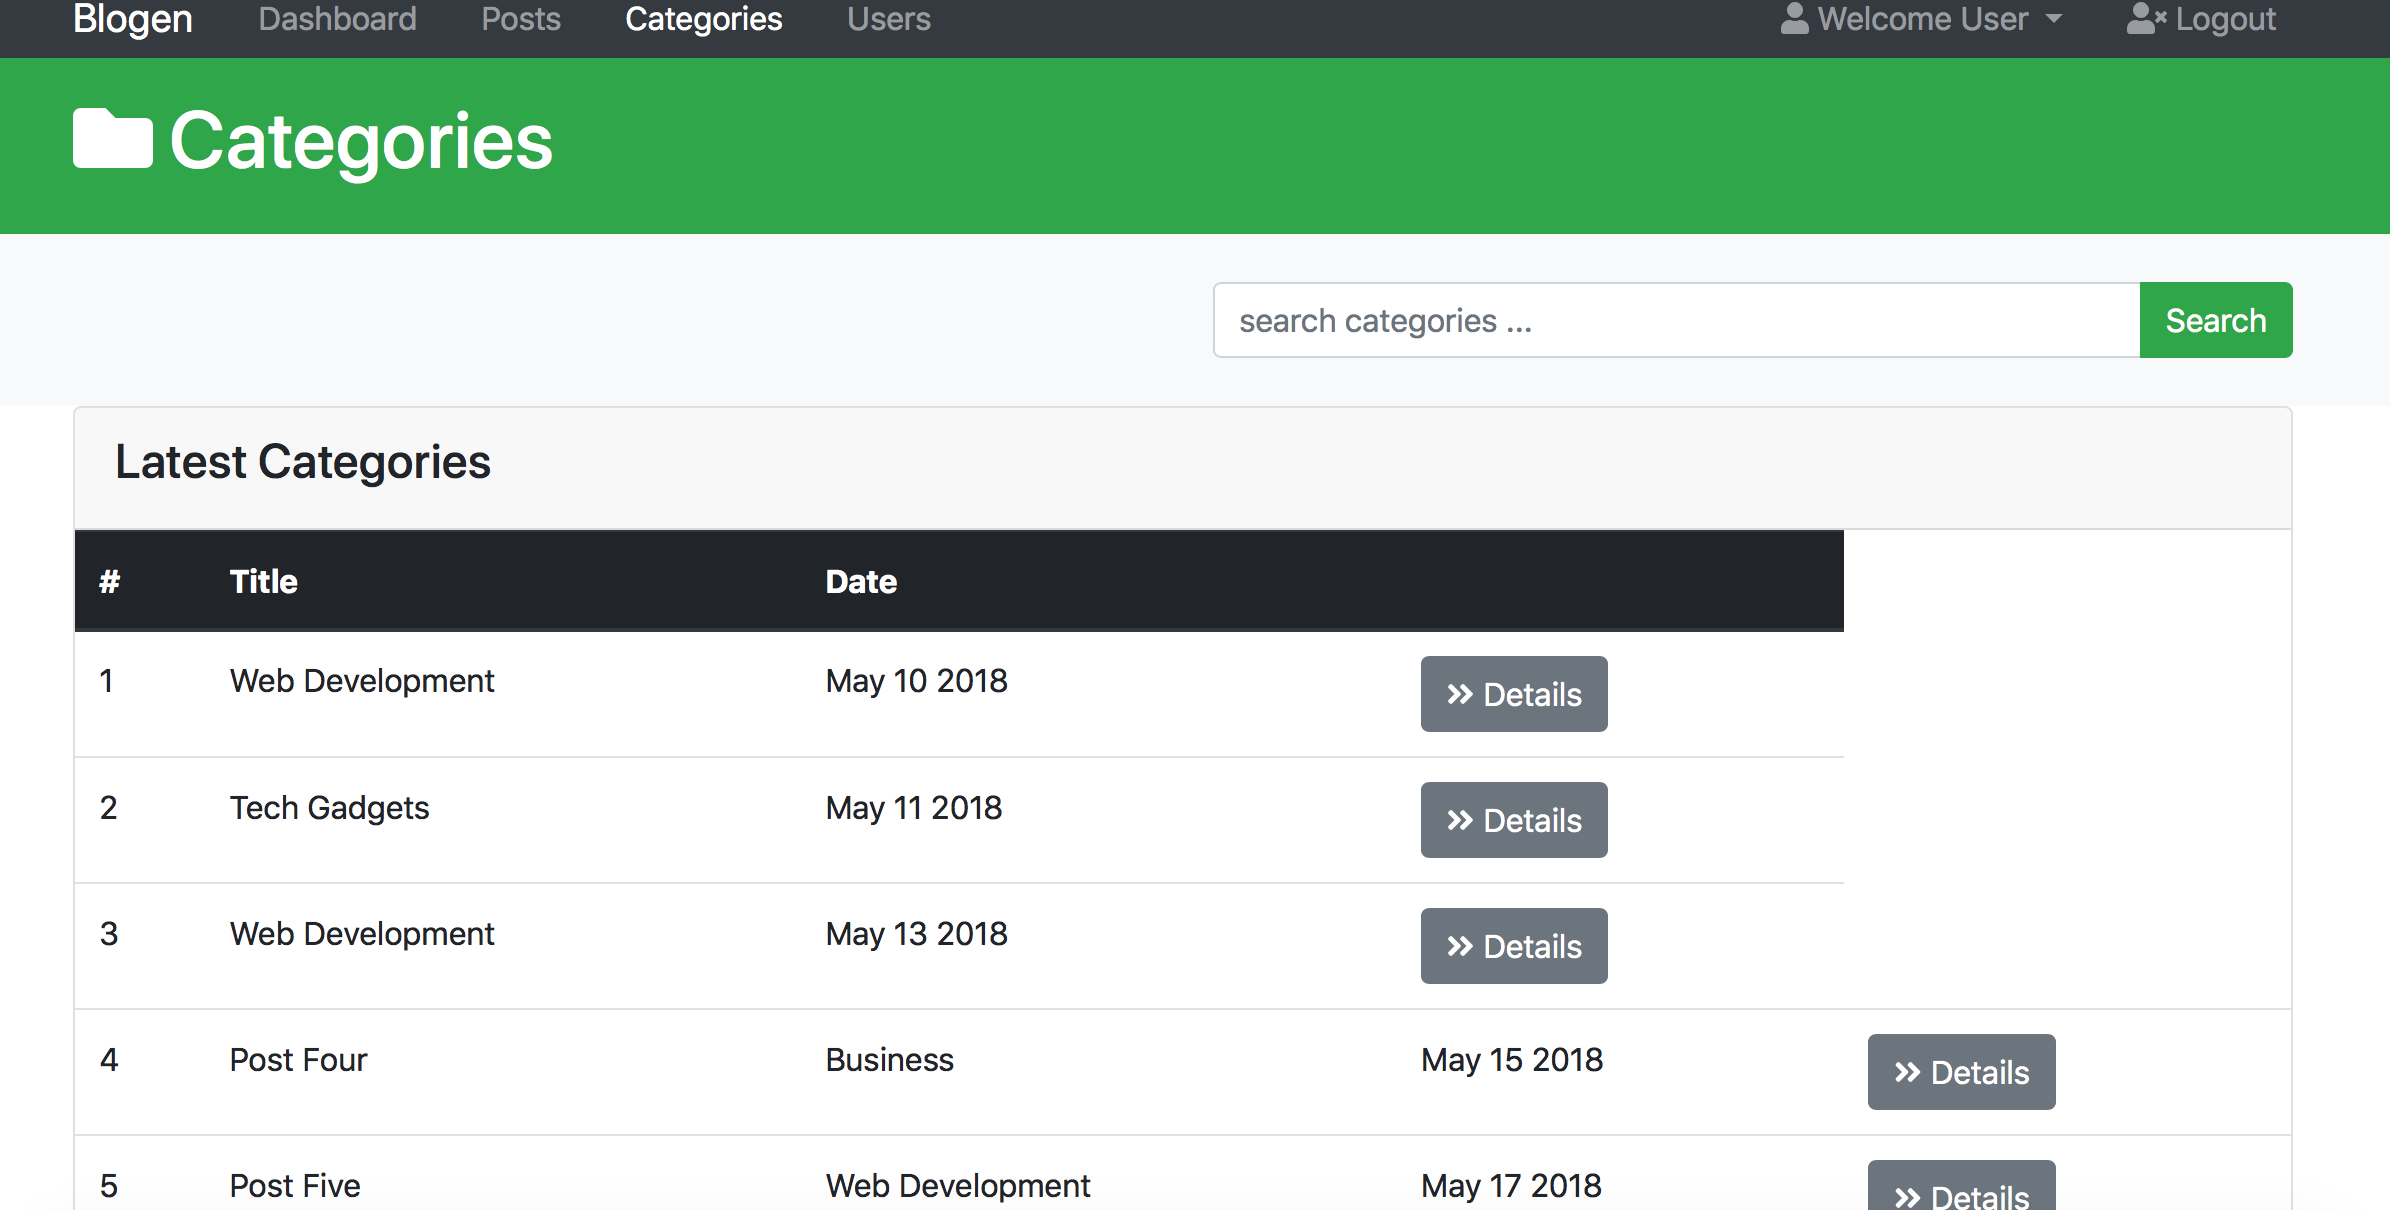 Blogen Dashboard Posts Categories Users Welcome User Logout
Categories
search categories ... Search
Latest Categories
# Title Date
1 Web Development May 10 2018 Details
2 Tech Gadgets May 11 2018 Details
3 Web Development May 13 2018 Details
4 Post Four Business May 15 2018 Details
5 Post Five Web Development May 17 2018 Details